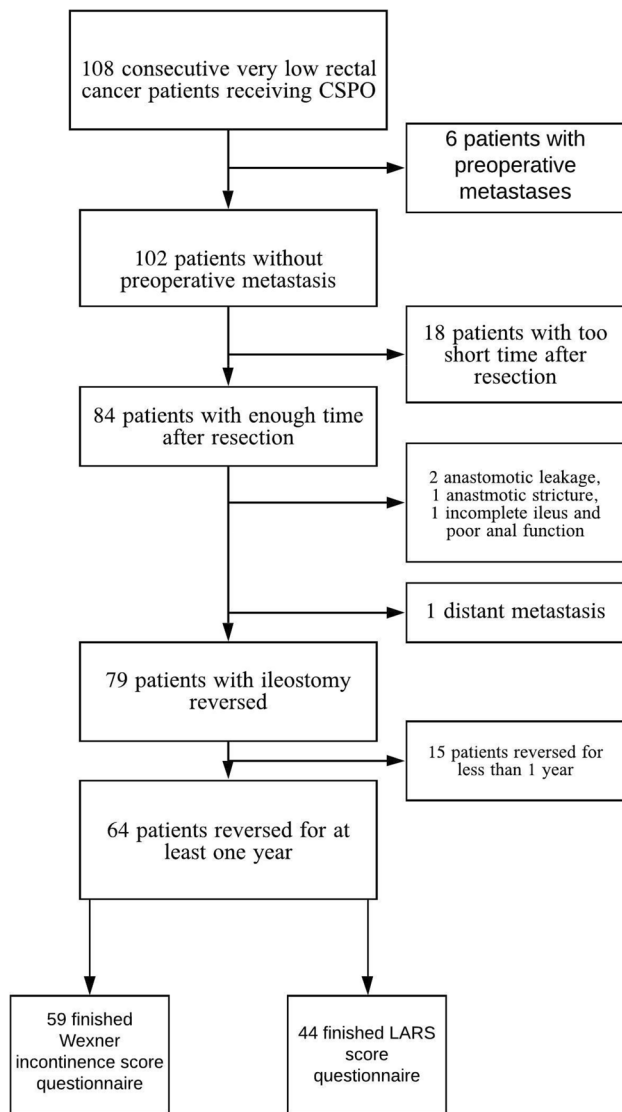 108 consecutive very low rectal
cancer patients receiving CSPO
6 patients with
preoperative
metastases
102 patients without
preoperative metastasis
18 patients with too
short time after
resection
84 patients with enough time
after resection
2 anastomotic leakage,
1 anastmotic stricture,
1 incomplete ileus and
poor anal function
1 distant metastasis
79 patients with ileostomy
reversed
15 patients reversed for
less than 1 year
64 patients reversed for at
least one year
59 finished
Wexner
incontinence score
questionnaire
44 finished LARS
score
questionnaire